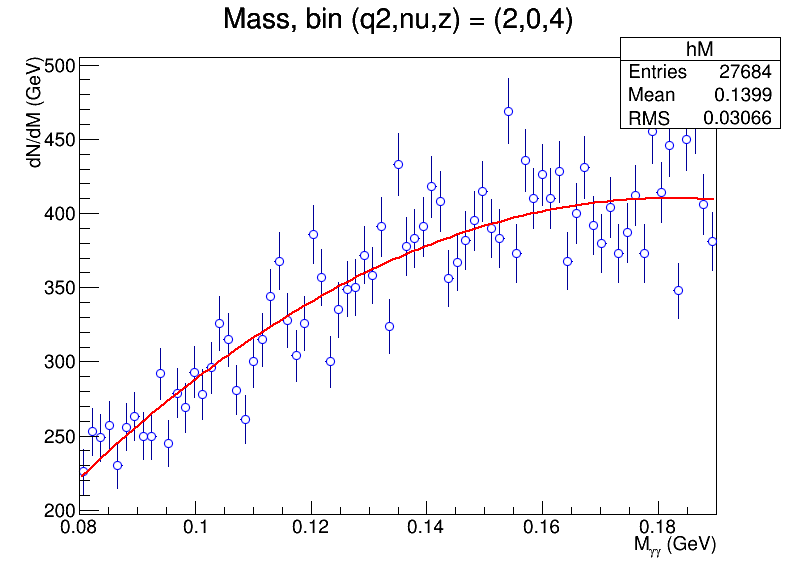 Mass, bin (q2,nu,z) = (2,0,4)
hM
Entries 27684
Mean 0.1399
RMS 0.03066
dN/dM (GeV)
500
450
400
350
300
250
200
0.08 0.1 0.12 0.14 0.16 0.18
Mγγ (GeV)